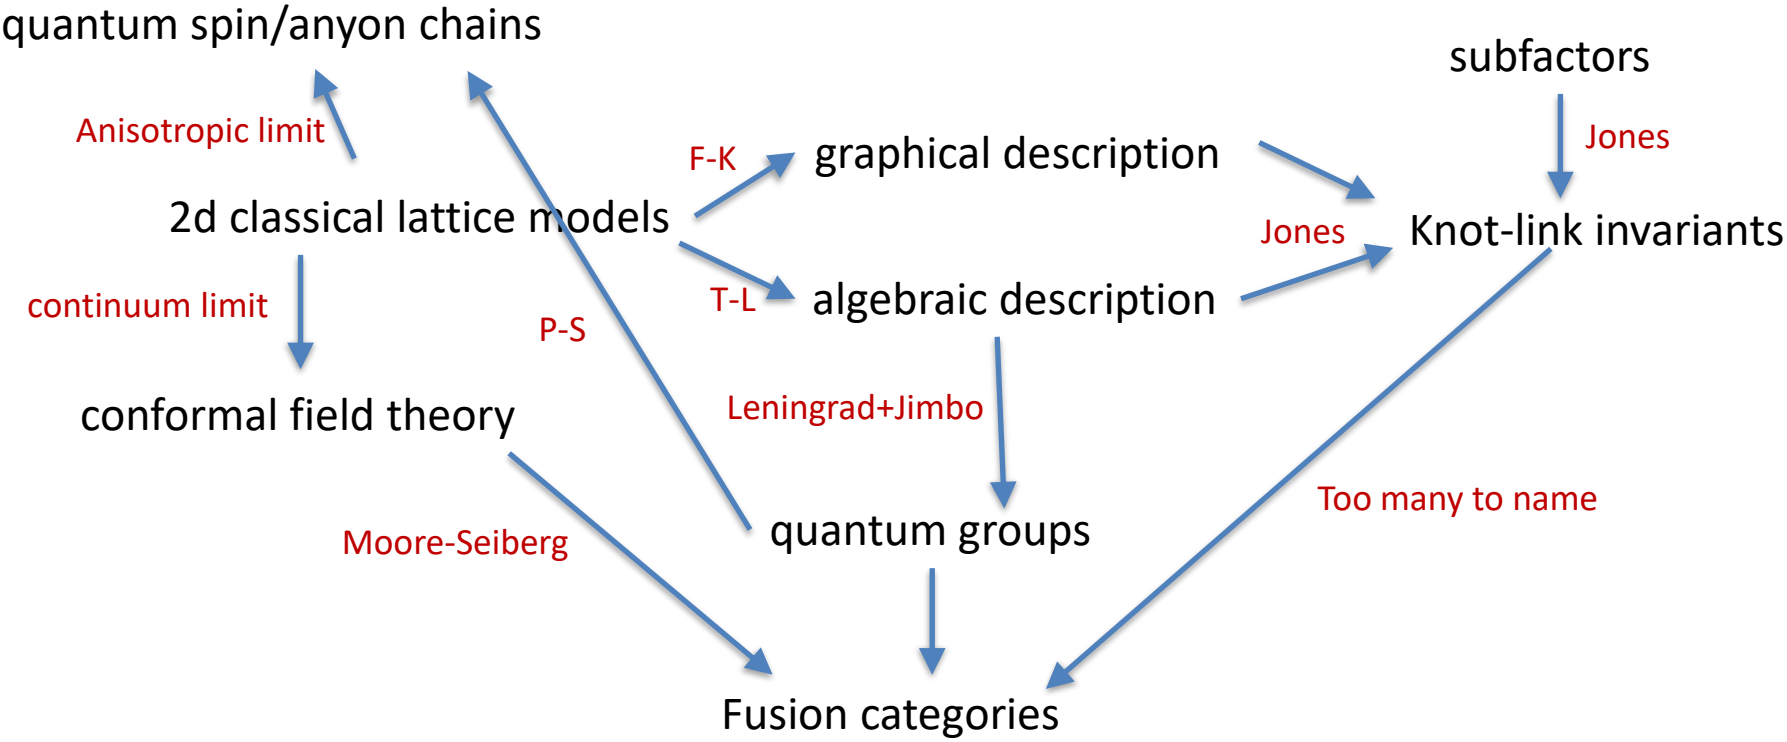 quantum spin/anyon chains
subfactors
Anisotropic limit
Jones
F-K
graphical description
2d classical lattice models
Jones
Knot-link invariants
continuum limit
T-L
algebraic description
P-S
conformal field theory
Leningrad+Jimbo
Too many to name
Moore-Seiberg
quantum groups
Fusion categories